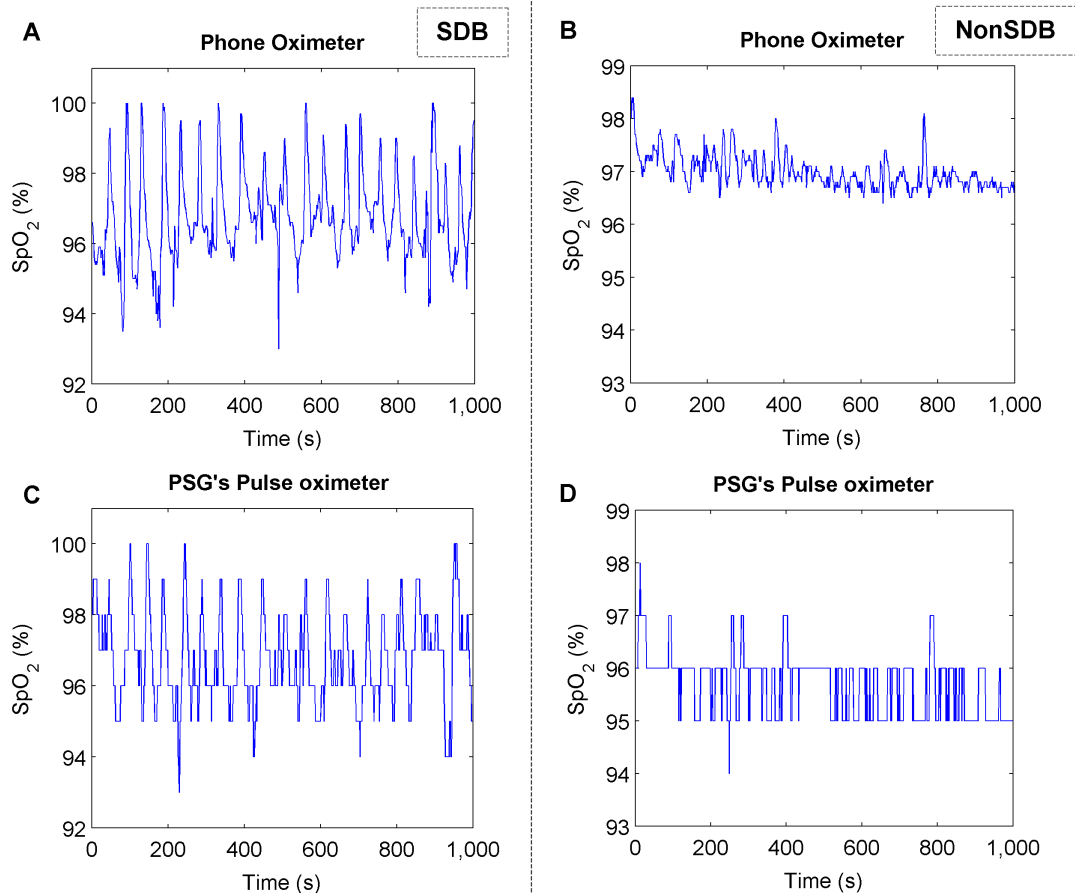 A
SDB
Phone Oximeter
SpO2 (%)
100
98
96
94
92
0 200 400 600 800 1,000
Time (s)
B
NonSDB
Phone Oximeter
SpO2 (%)
99
98
97
96
95
94
93
0 200 400 600 800 1,000
Time (s)
C
PSG's Pulse oximeter
SpO2 (%)
100
98
96
94
92
0 200 400 600 800 1,000
Time (s)
D
PSG's Pulse oximeter
SpO2 (%)
99
98
97
96
95
94
93
0 200 400 600 800 1,000
Time (s)